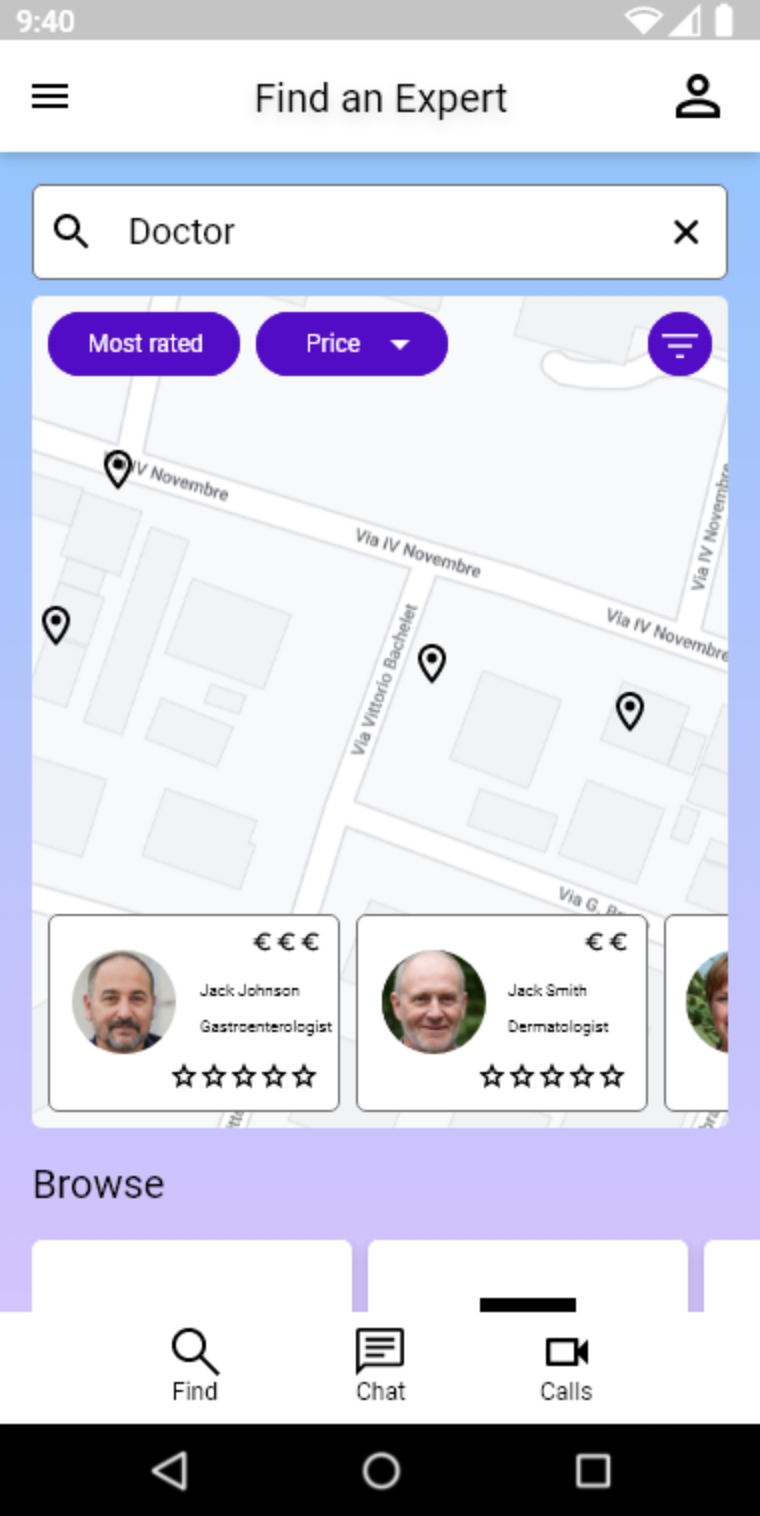 9:40
Find an Expert
Doctor
Most rated
Price
IV Novembre
Via IV Novembre
Via IV Novembre
Via IV Novembre
Via Vittorio Bachelet
Via G.
€ € €
Jack Johnson
Gastroenterologist
€ €
Jack Smith
Dermatologist
Browse
Find
Chat
Calls